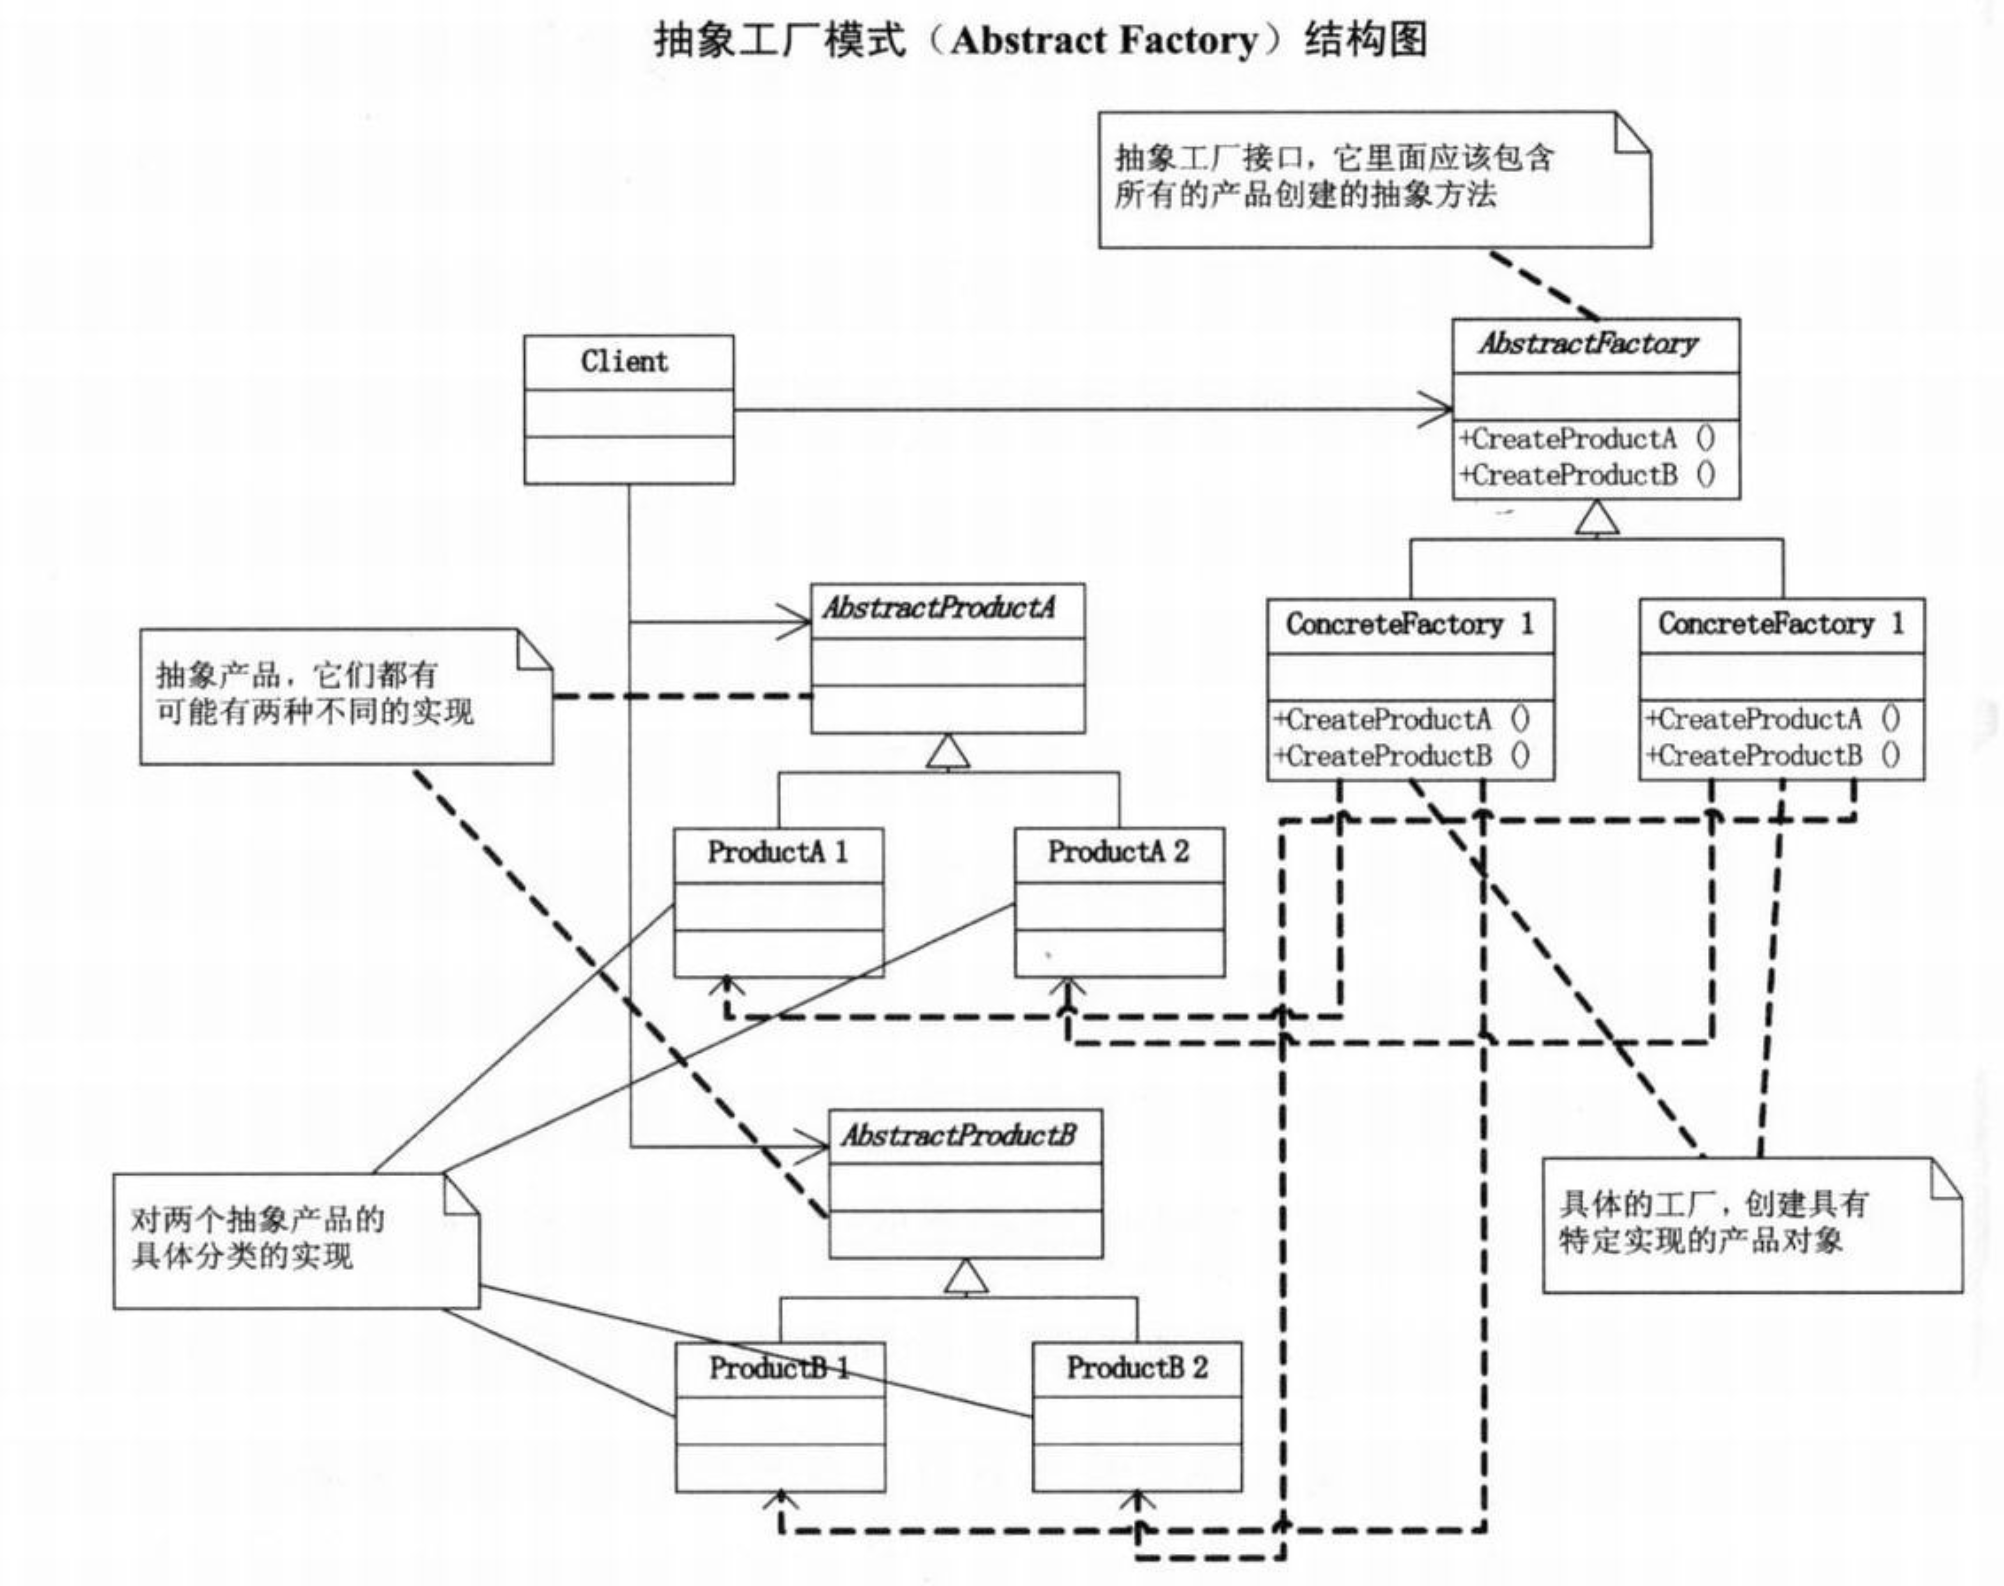 抽象工厂模式（Abstract Factory）结构图
抽象工厂接口，它里面应该包含
所有的产品创建的抽象方法
Client
AbstractFactory
+CreateProductA ()
+CreateProductB ()
AbstractProductA
ConcreteFactory 1
+CreateProductA ()
+CreateProductB ()
ConcreteFactory 1
+CreateProductA ()
+CreateProductB ()
抽象产品，它们都有
可能有两种不同的实现
ProductA 1
ProductA 2
AbstractProductB
对两个抽象产品的
具体分类的实现
具体的工厂，创建具有
特定实现的产品对象
ProductB 1
ProductB 2